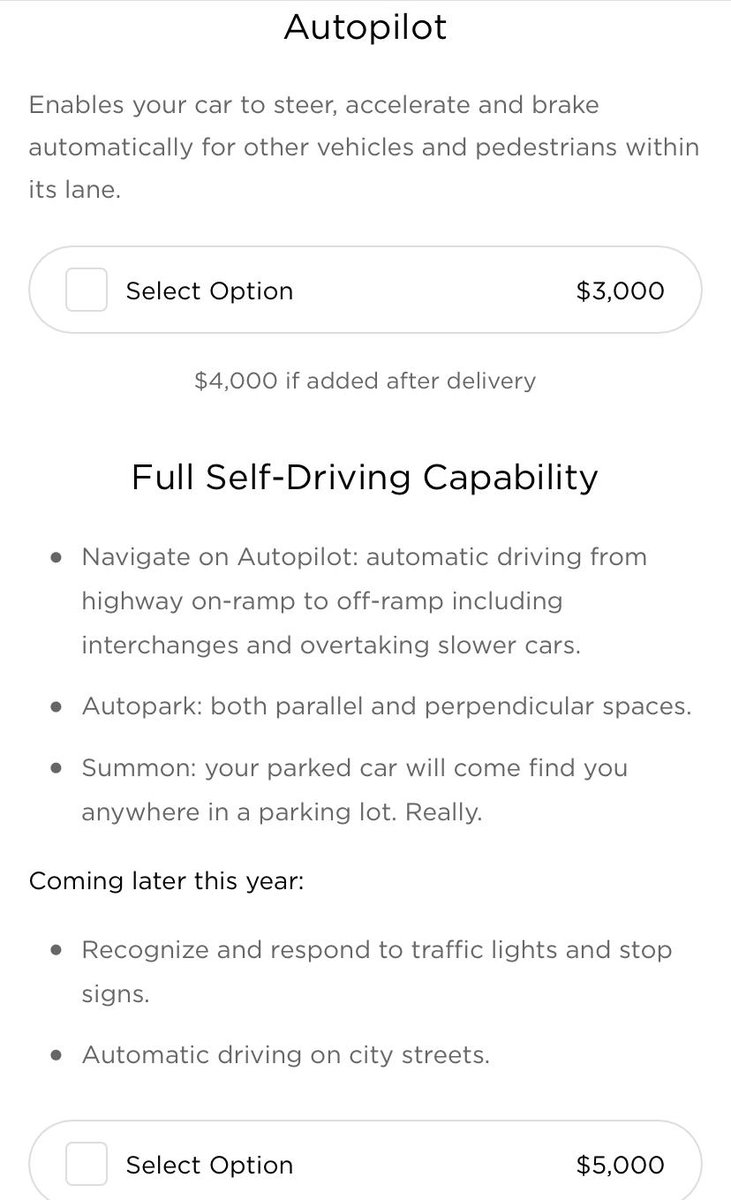 Autopilot
Enables your car to steer, accelerate and brake
automatically for other vehicles and pedestrians within
its lane.
Select Option $3,000
$4,000 if added after delivery
Full Self-Driving Capability
Navigate on Autopilot: automatic driving from
highway on-ramp to off-ramp including
interchanges and overtaking slower cars.
Autopark: both parallel and perpendicular spaces.
Summon: your parked car will come find you
anywhere in a parking lot. Really.
Coming later this year:
Recognize and respond to traffic lights and stop
signs.
Automatic driving on city streets.
Select Option $5,000